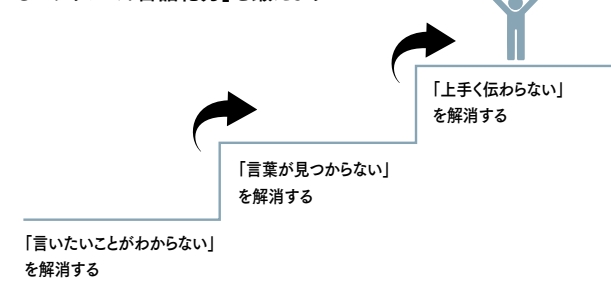 「上手く伝わらない」
を解消する
「言葉が見つからない」
を解消する
「言いたいことがわからない」
を解消する